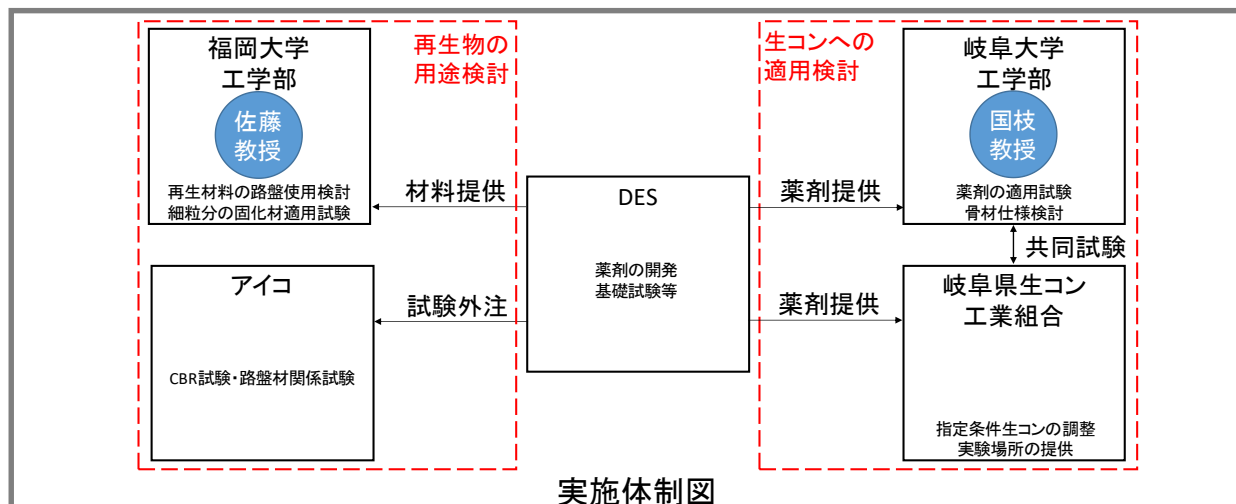 福岡大学
工学部
佐藤
教授
再生材料の路盤使用検討
細粒分の固化材適用試験
再生物の
用途検討
材料提供
アイコ
CBR試験・路盤材関係試験
試験外注
DES
薬剤の開発
基礎試験等
生コンへの
適用検討
薬剤提供
岐阜大学
工学部
国枝
教授
薬剤の適用試験
骨材仕様検討
共同試験
薬剤提供
岐阜県生コン
工業組合
指定条件生コンの調整
実験場所の提供
実施体制図